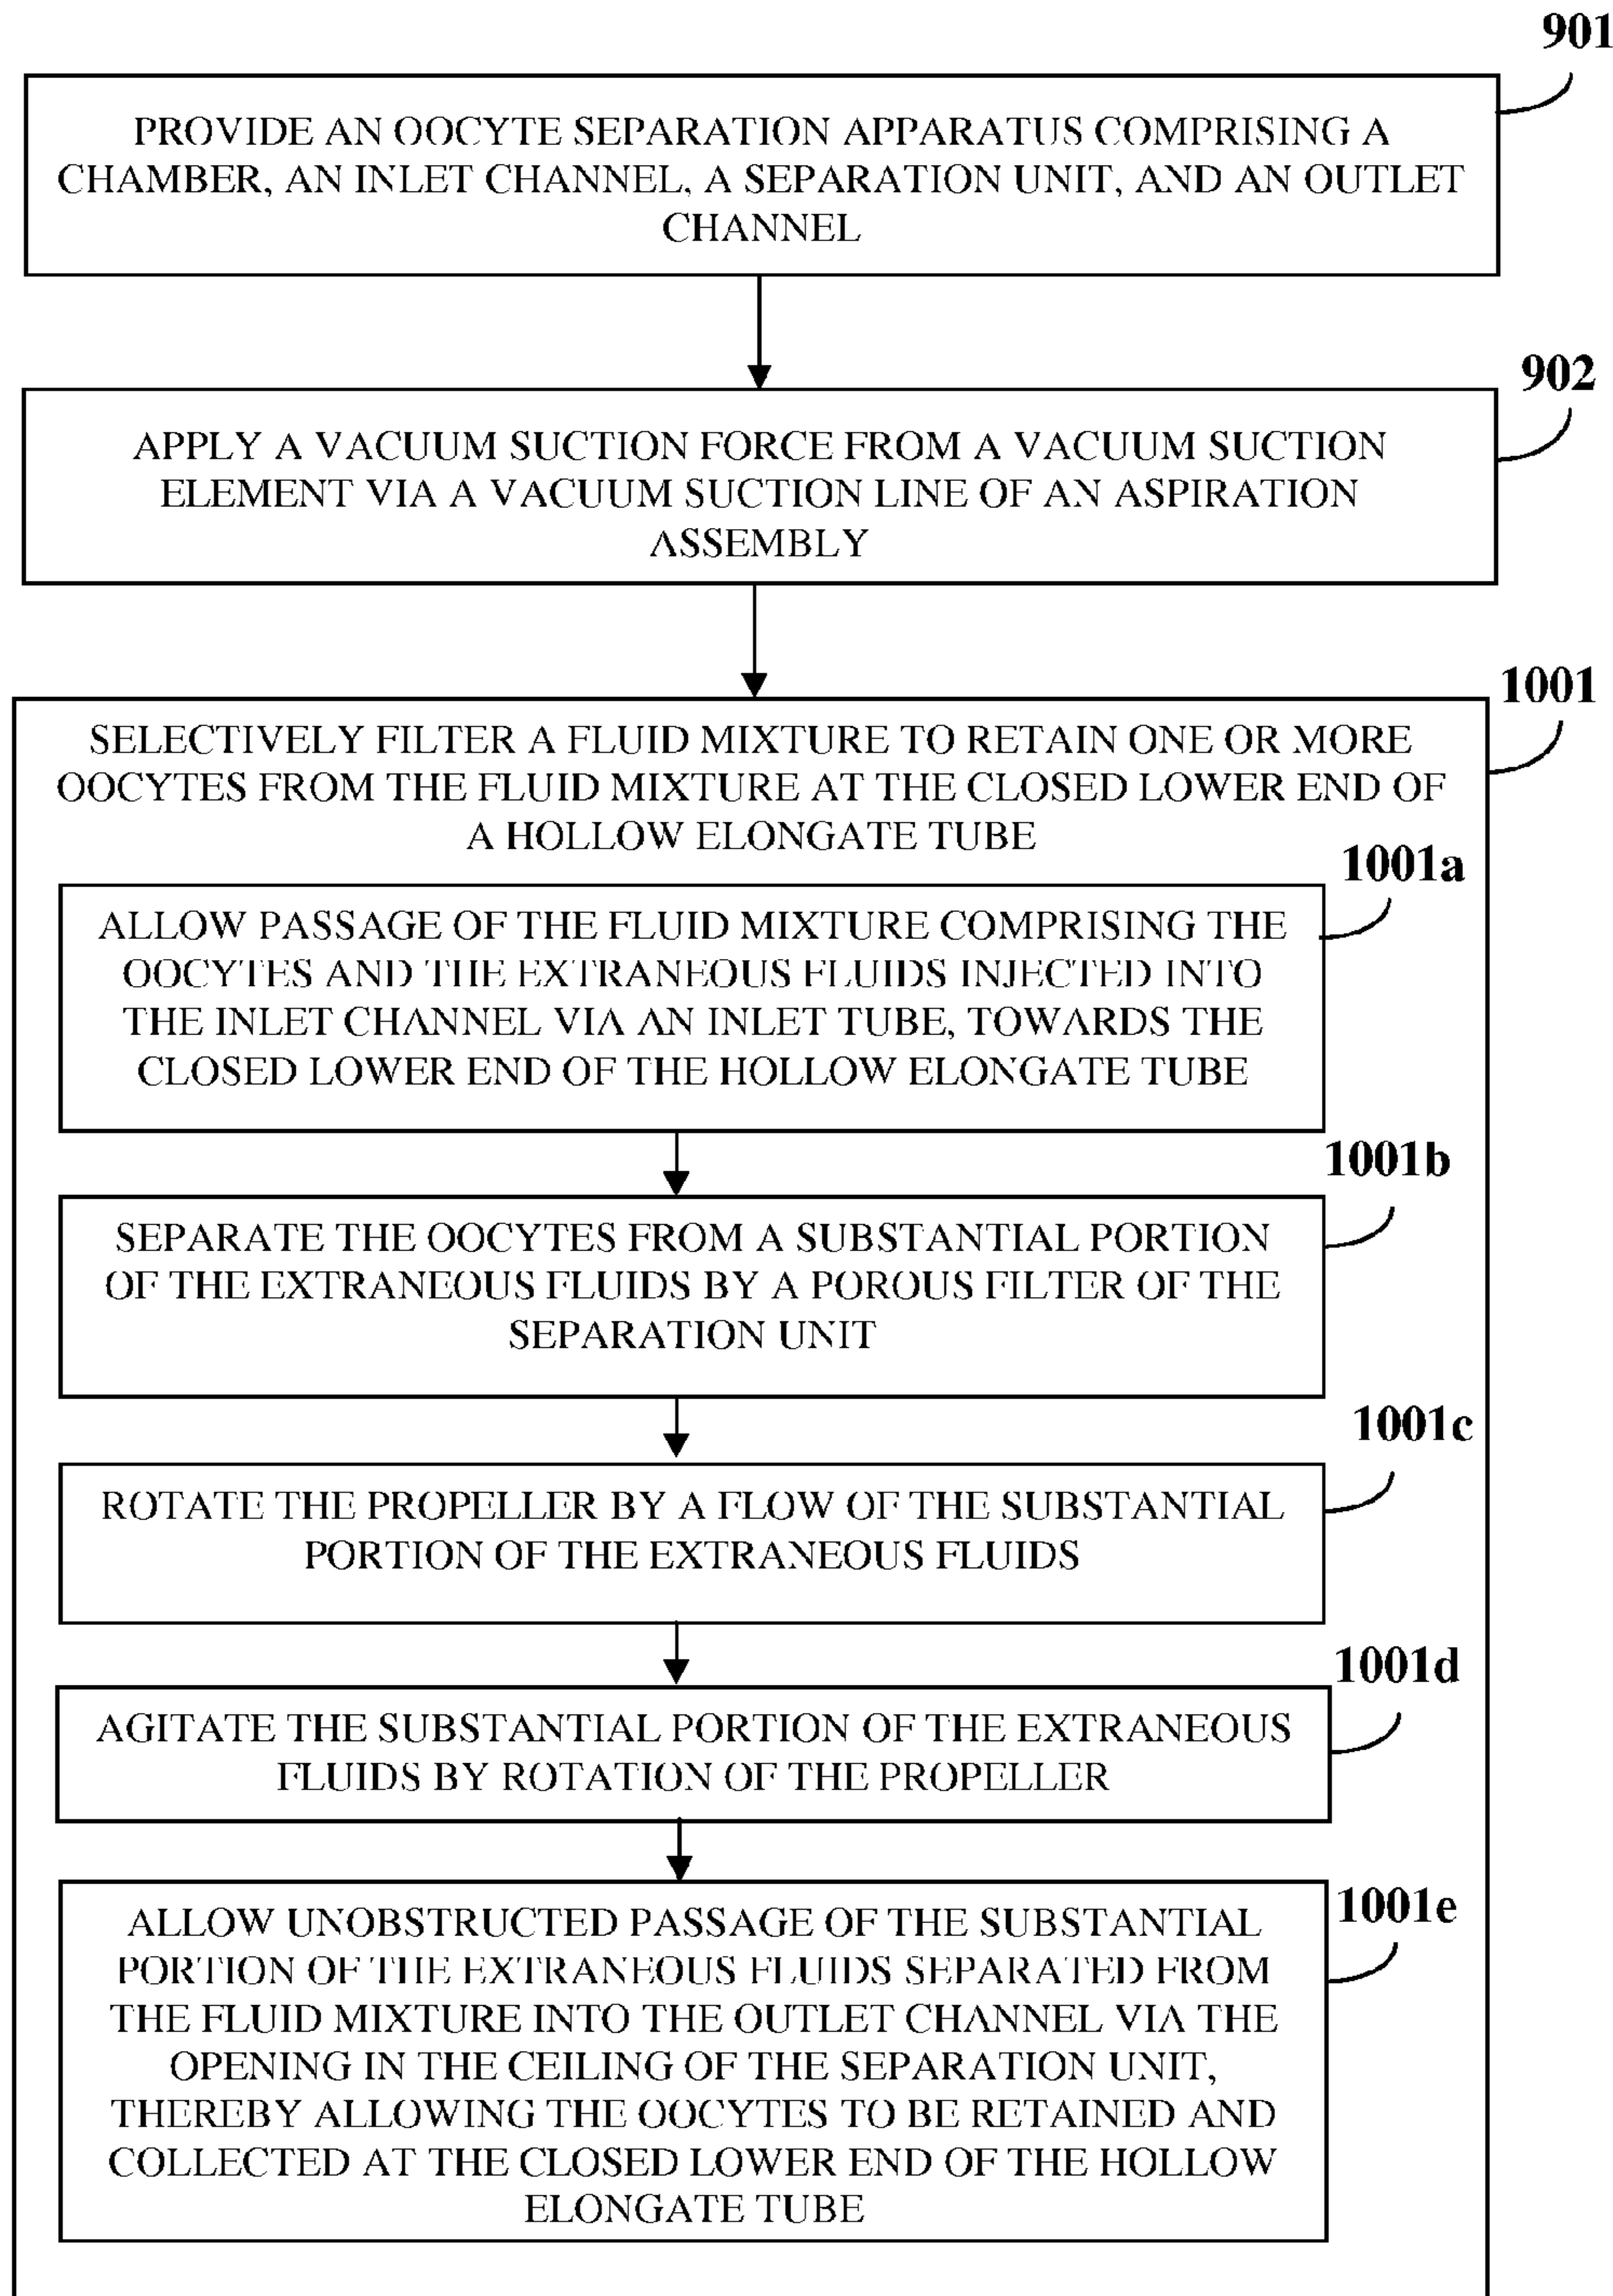 901
PROVIDE AN OOCYTE SEPARATION APPARATUS COMPRISING A
CHAMBER, AN INLET CHANNEL, A SEPARATION UNIT, AND AN OUTLET
CHANNEL
902
APPLY A VACUUM SUCTION FORCE FROM A VACUUM SUCTION
ELEMENT VIA A VACUUM SUCTION LINE OF AN ASPIRATION
ASSEMBLY
1001
SELECTIVELY FILTER A FLUID MIXTURE TO RETAIN ONE OR MORE
OOCYTES FROM THE FLUID MIXTURE AT THE CLOSED LOWER END OF
A HOLLOW ELONGATE TUBE
1001a
ALLOW PASSAGE OF THE FLUID MIXTURE COMPRISING THE
OOCYTES AND THE EXTRANEOUS FLUIDS INJECTED INTO
THE INLET CHANNEL VIA AN INLET TUBE, TOWARDS THE
CLOSED LOWER END OF THE HOLLOW ELONGATE TUBE
1001b
SEPARATE THE OOCYTES FROM A SUBSTANTIAL PORTION
OF THE EXTRANEOUS FLUIDS BY A POROUS FILTER OF THE
SEPARATION UNIT
1001c
ROTATE THE PROPELLER BY A FLOW OF THE SUBSTANTIAL
PORTION OF THE EXTRANEOUS FLUIDS
1001d
AGITATE THE SUBSTANTIAL PORTION OF THE EXTRANEOUS
FLUIDS BY ROTATION OF THE PROPELLER
1001e
ALLOW UNOBSTRUCTED PASSAGE OF THE SUBSTANTIAL
PORTION OF THE EXTRANEOUS FLUIDS SEPARATED FROM
THE FLUID MIXTURE INTO THE OUTLET CHANNEL VIA THE
OPENING IN THE CEILING OF THE SEPARATION UNIT,
THEREBY ALLOWING THE OOCYTES TO BE RETAINED AND
COLLECTED AT THE CLOSED LOWER END OF THE HOLLOW
ELONGATE TUBE